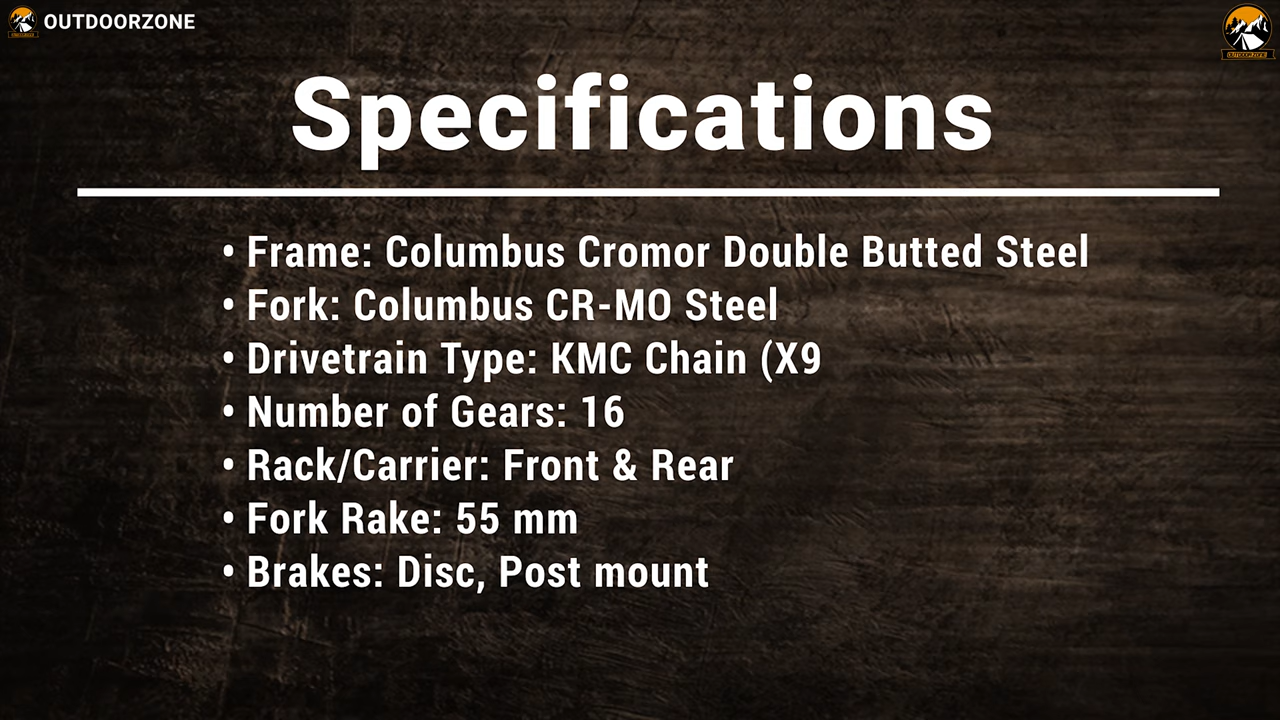 OUTDOORZONE
OUTDOORZONE
Specifications
• Frame: Columbus Cromor Double Butted Steel
• Fork: Columbus CR-MO Steel
• Drivetrain Type: KMC Chain (X9
• Number of Gears: 16
• Rack/Carrier: Front & Rear
• Fork Rake: 55 mm
• Brakes: Disc, Post mount